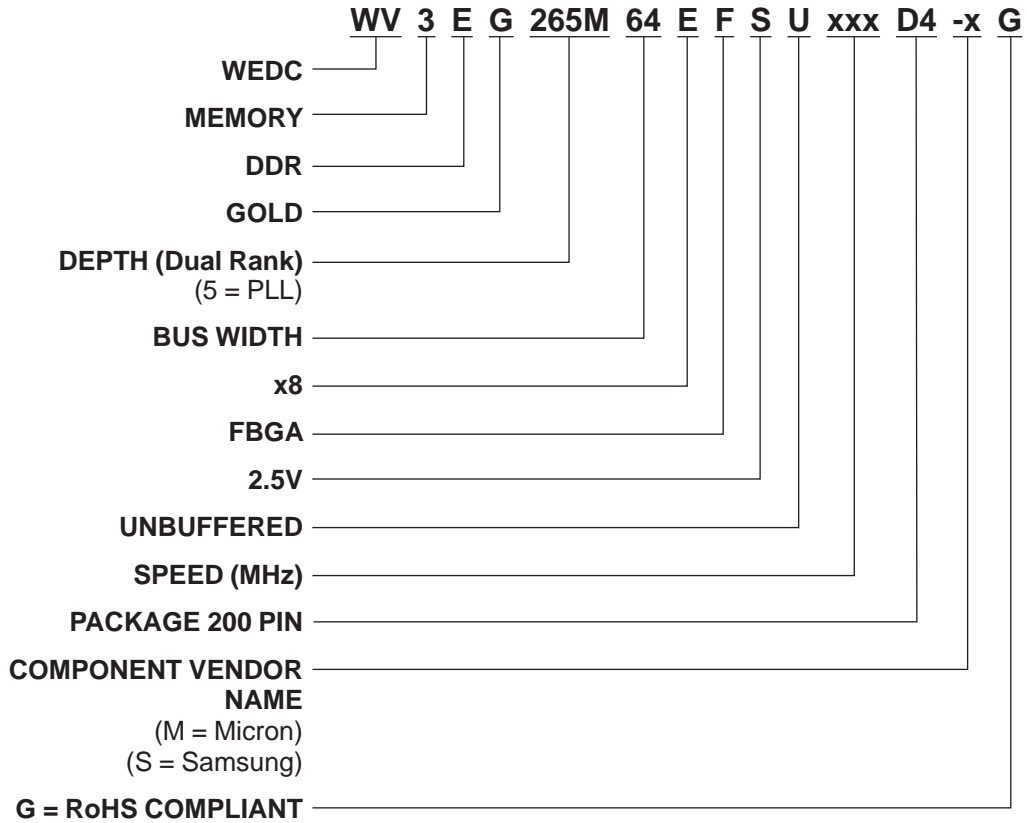 WV 3 E G 265M 64 E F S U xxx D4 -x G
WEDC
MEMORY
DDR
GOLD
DEPTH (Dual Rank)
(5 = PLL)
BUS WIDTH
x8
FBGA
2.5V
UNBUFFERED
SPEED (MHz)
PACKAGE 200 PIN
COMPONENT VENDOR
NAME
(M = Micron)
(S = Samsung)
G = RoHS COMPLIANT